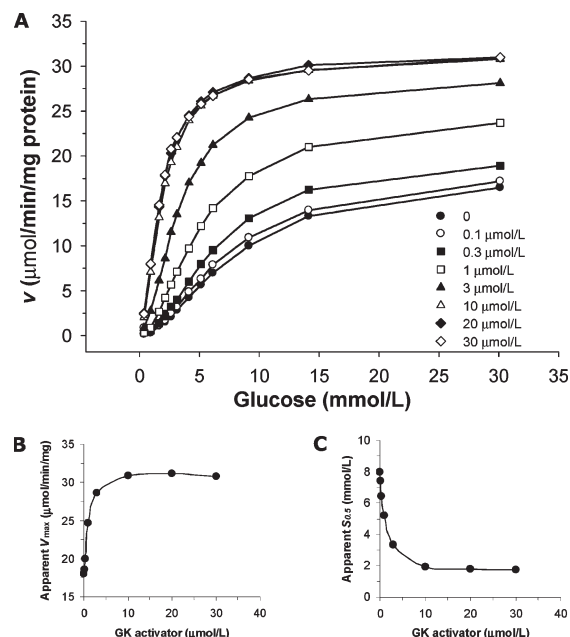 A
v (µmol/min/mg protein)
35
30
25
20
15
10
5
0
0 5 10 15 20 25 30 35
Glucose (mmol/L)
0
0.1 µmol/L
0.3 µmol/L
1 µmol/L
3 µmol/L
10 µmol/L
20 µmol/L
30 µmol/L
B
Apparent Vmax (µmol/min/mg)
35
30
25
20
15
0 10 20 30 40
GK activator (µmol/L)
C
Apparent S0.5 (mmol/L)
10
8
6
4
2
0
0 10 20 30 40
GK activator (µmol/L)